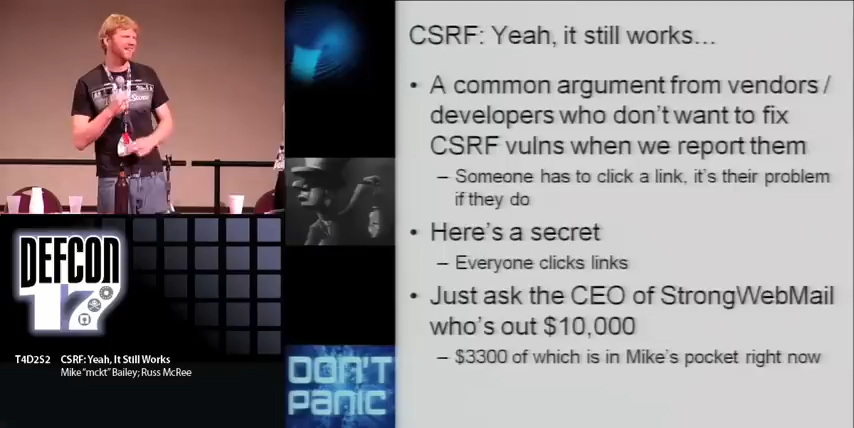 CSRF: Yeah, it still works...
• A common argument from vendors /
developers who don't want to fix
CSRF vulns when we report them
– Someone has to click a link, it's their problem
if they do
• Here's a secret
– Everyone clicks links
• Just ask the CEO of StrongWebMail
who's out $10,000
– $3300 of which is in Mike's pocket right now
DEFCON
17
T4D252 CSRF: Yeah, It Still Works
Mike "mckt" Bailey; Russ McRee
DON'T
PANIC